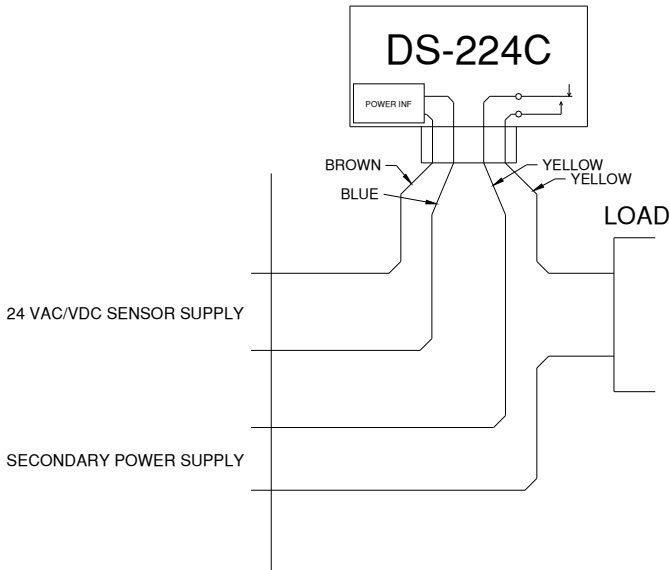 DS-224C
POWER INF
BROWN
YELLOW
YELLOW
BLUE
LOAD
24 VAC/VDC SENSOR SUPPLY
SECONDARY POWER SUPPLY